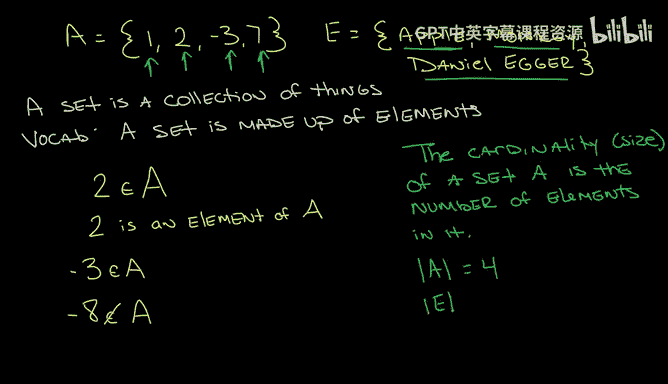 A = {1, 2, -3, 7} E = {
GPT中英字幕课程资源 bilibili
DANIEL EGGER }
A SET IS A COLLECTION OF THINGS
VOCAB: A SET IS MADE UP OF ELEMENTS
2 ∈ A
2 IS AN ELEMENT OF A
-3 ∈ A
-8 ∉ A
The CARDINALITY (SIZE)
OF A SET A IS THE
NUMBER OF ELEMENTS
IN IT.
|A| = 4
|E|